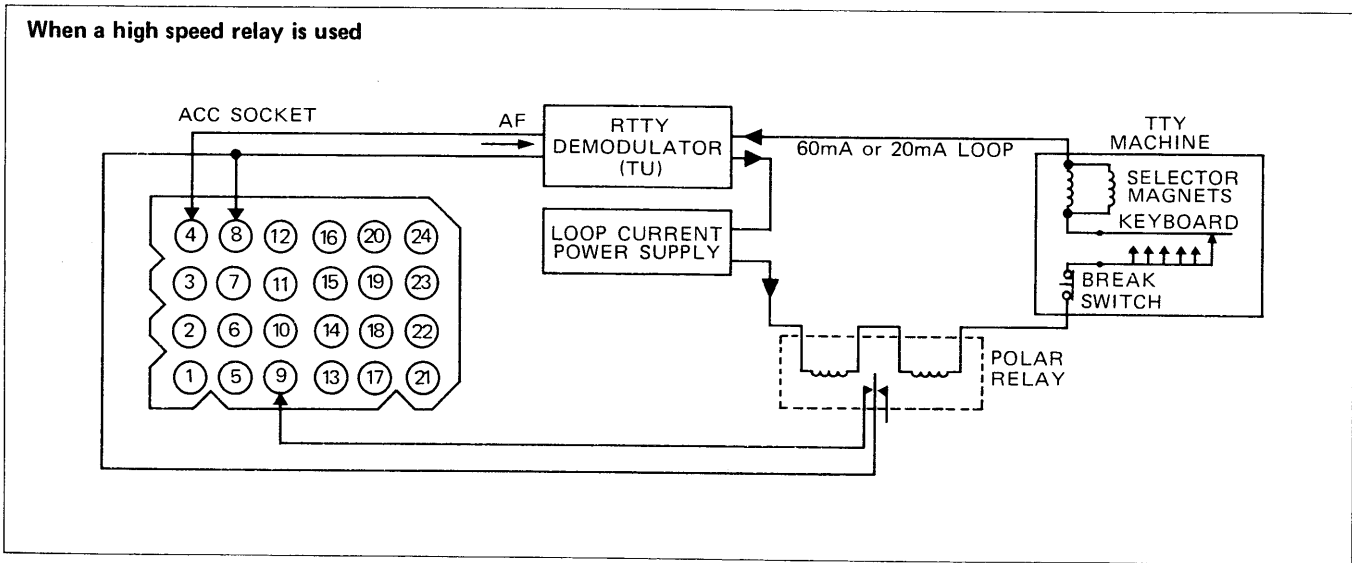 When a high speed relay is used
ACC SOCKET
AF
RTTY
DEMODULATOR
(TU)
60mA or 20mA LOOP
TTY
MACHINE
SELECTOR
MAGNETS
KEYBOARD
BREAK
SWITCH
LOOP CURRENT
POWER SUPPLY
POLAR
RELAY
4 8 12 16 20 24
3 7 11 15 19 23
2 6 10 14 18 22
1 5 9 13 17 21